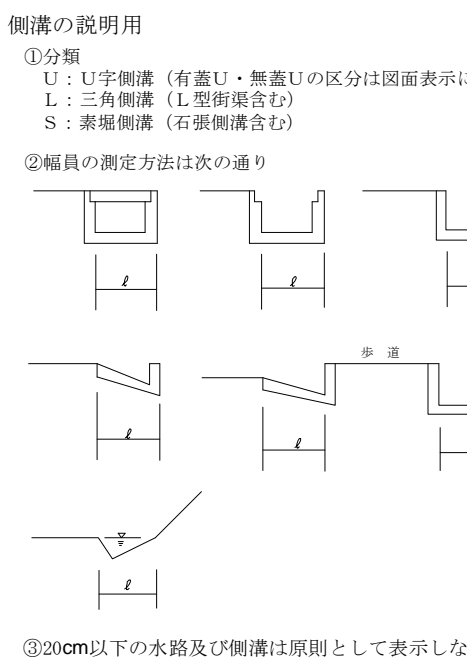 側溝の説明用
①分類
U：U字側溝（有蓋U・無蓋Uの区分は図面表示に
L：三角側溝（L型街渠含む）
S：素堀側溝（石張側溝含む）
②幅員の測定方法は次の通り
ℓ
ℓ
歩 道
ℓ
ℓ
ℓ
③20cm以下の水路及び側溝は原則として表示しな